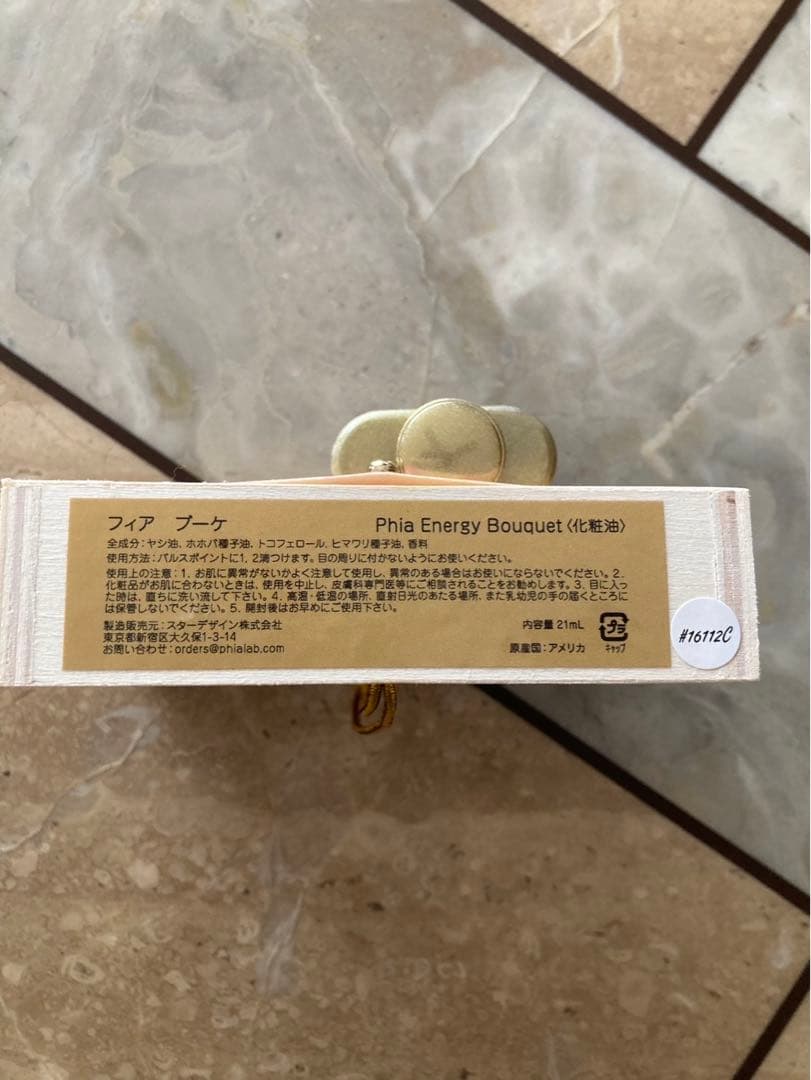 フィア ブーケ Phia Energy Bouquet〈化粧油〉
全成分：ヤシ油、ホホバ種子油、トコフェロール、ヒマワリ種子油、香料
使用方法：パルスポイントに1，2滴つけます。目の周りに付かないようにお使いください。
使用上の注意：1．お肌に異常がないかよく注意して使用し、異常のある場合はお使いにならないでください。2．
化粧品がお肌に合わないときは、使用を中止し、皮膚科専門医等にご相談されることをお勧めします。3．目に入っ
た時は、直ちに洗い流して下さい。4．高温・低温の場所、直射日光のあたる場所、また乳幼児の手の届くところに
は保管しないでください。5．開封後はお早めにご使用下さい。
製造販売元：スターデザイン株式会社 内容量 21mL プラ
東京都新宿区大久保1-3-14
お問い合わせ：orders@phialab.com 原産国：アメリカ キャップ
#16112C